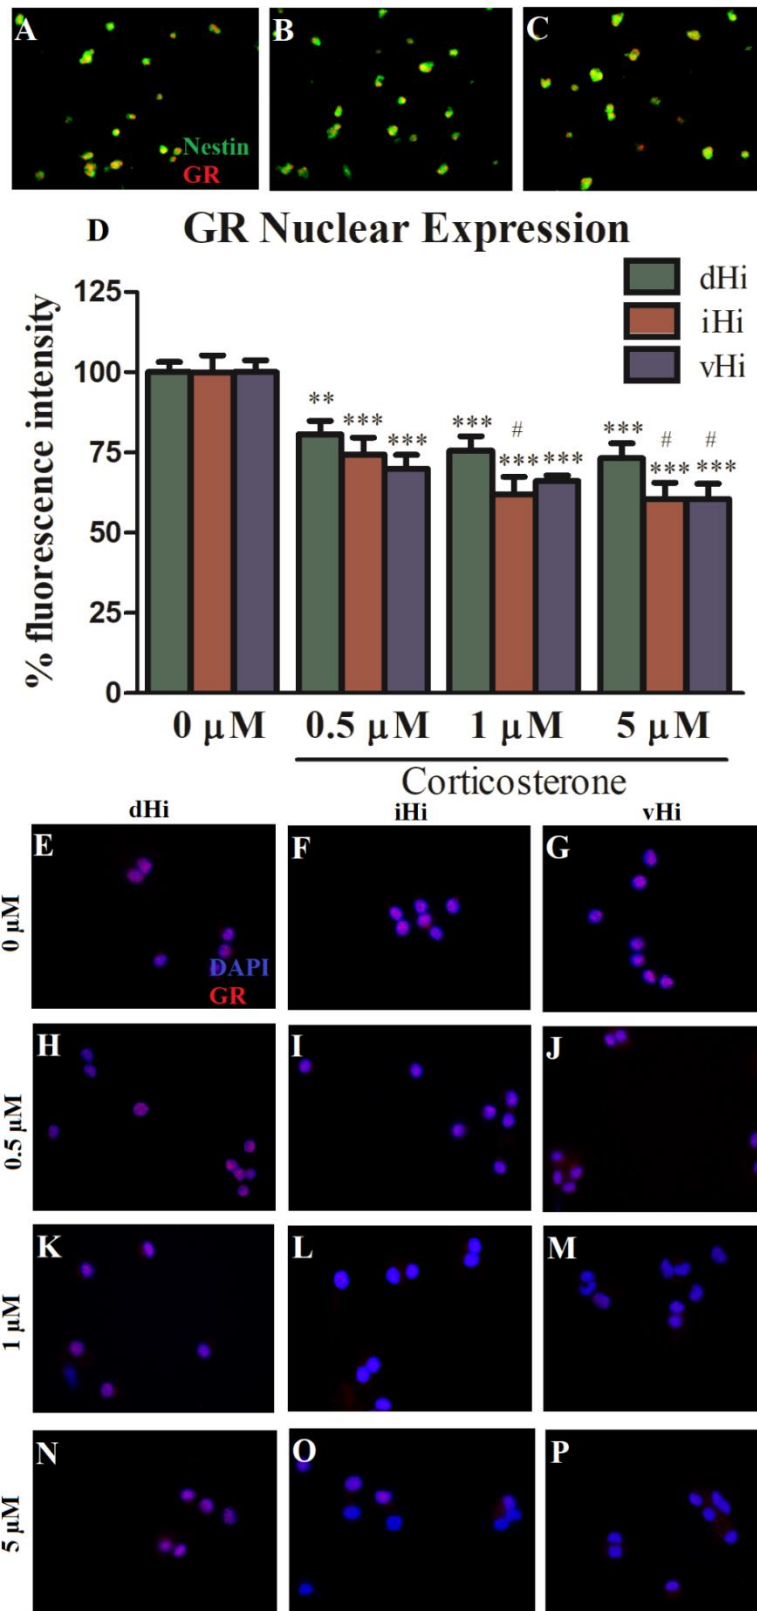 A B C
Nestin
GR
D GR Nuclear Expression
% fluorescence intensity
125
100
75
50
25
0
dHi
iHi
vHi
** *** ***
*** # *** ***
*** # *** # ***
0 μM 0.5 μM 1 μM 5 μM
Corticosterone
dHi iHi vHi
0 μM
E F G
DAPI
GR
0.5 μM
H I J
1 μM
K L M
5 μM
N O P